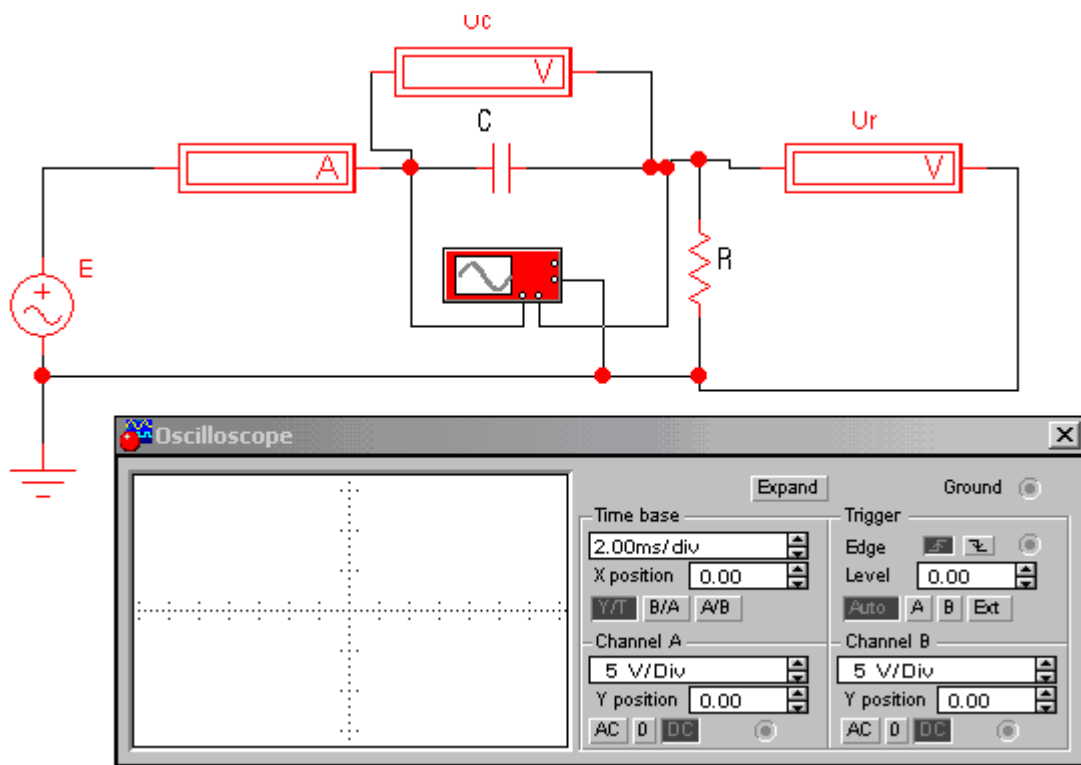 Uc
V
C
Ur
A
V
E
R
Oscilloscope
Expand
Ground
Time base
Trigger
2.00ms/div
Edge
X position 0.00
Level 0.00
Y/T B/A A/B
Auto A B Ext
Channel A
Channel B
5 V/Div
5 V/Div
Y position 0.00
Y position 0.00
AC 0 DC
AC 0 DC